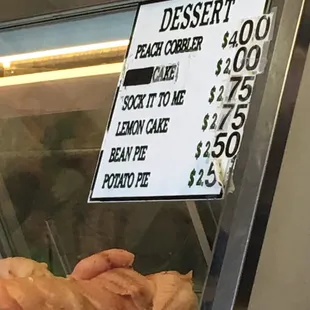 DESSERT
PEACH COBBLER $4.00
CAKE $2.00
SOCK IT TO ME $2.75
LEMON CAKE $2.75
BEAN PIE $2.50
POTATO PIE $2.5